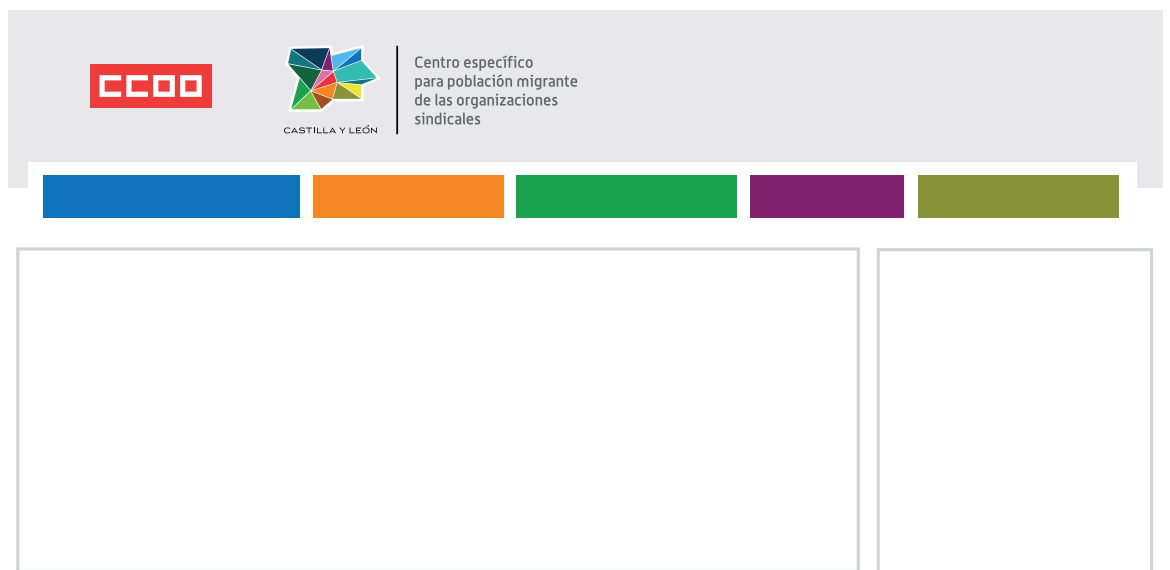 CCOO
CASTILLA Y LEÓN
Centro específico
para población migrante
de las organizaciones
sindicales